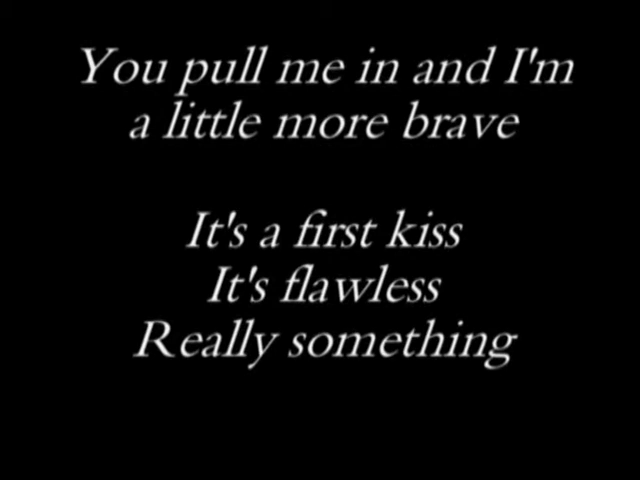 You pull me in and I'm
a little more brave
It's a first kiss
It's flawless
Really something